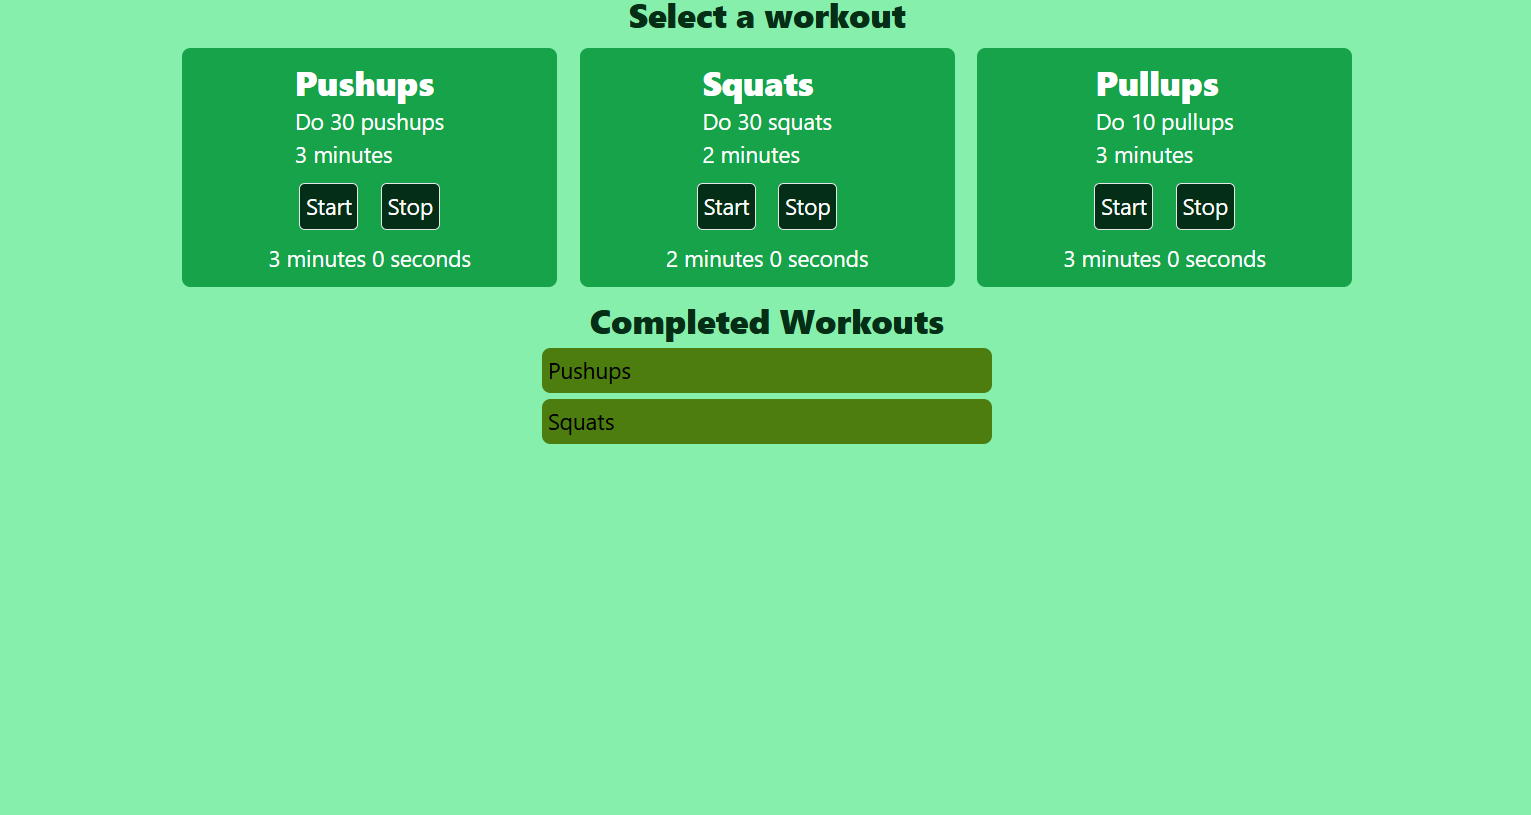 Select a workout
Pushups
Do 30 pushups
3 minutes
Start Stop
3 minutes 0 seconds
Squats
Do 30 squats
2 minutes
Start Stop
2 minutes 0 seconds
Pullups
Do 10 pullups
3 minutes
Start Stop
3 minutes 0 seconds
Completed Workouts
Pushups
Squats